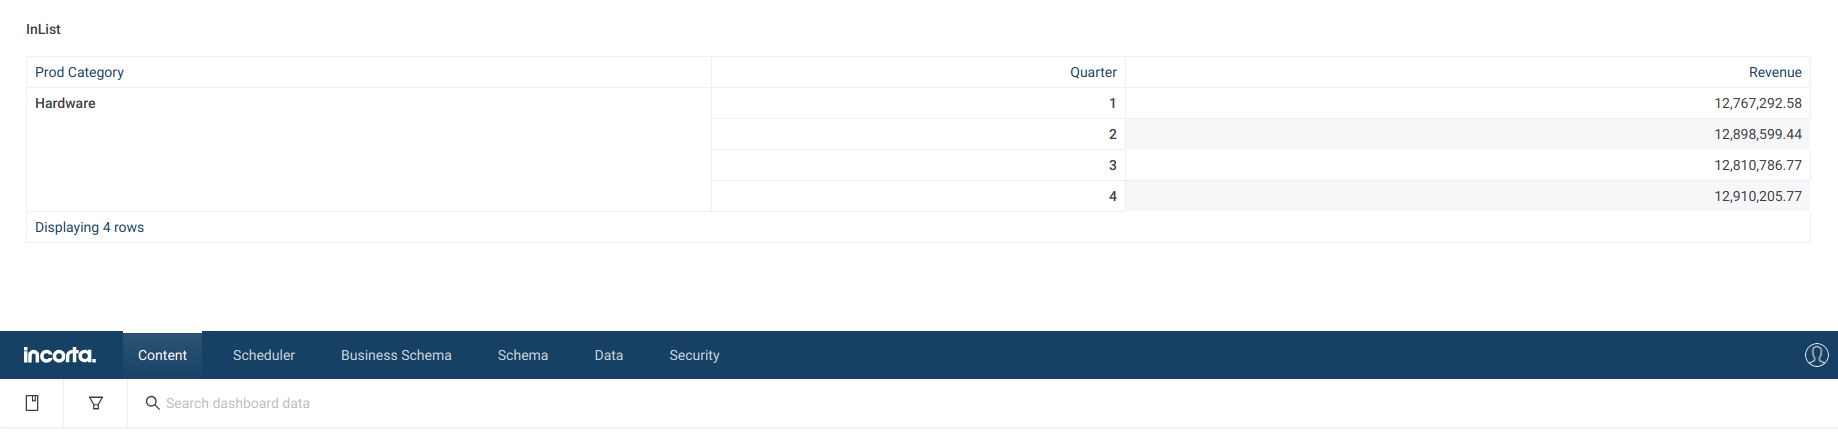 InList
Prod Category Quarter Revenue
Hardware 1 12,767,292.58
2 12,898,599.44
3 12,810,786.77
4 12,910,205.77
Displaying 4 rows
incorta. Content Scheduler Business Schema Schema Data Security
Search dashboard data